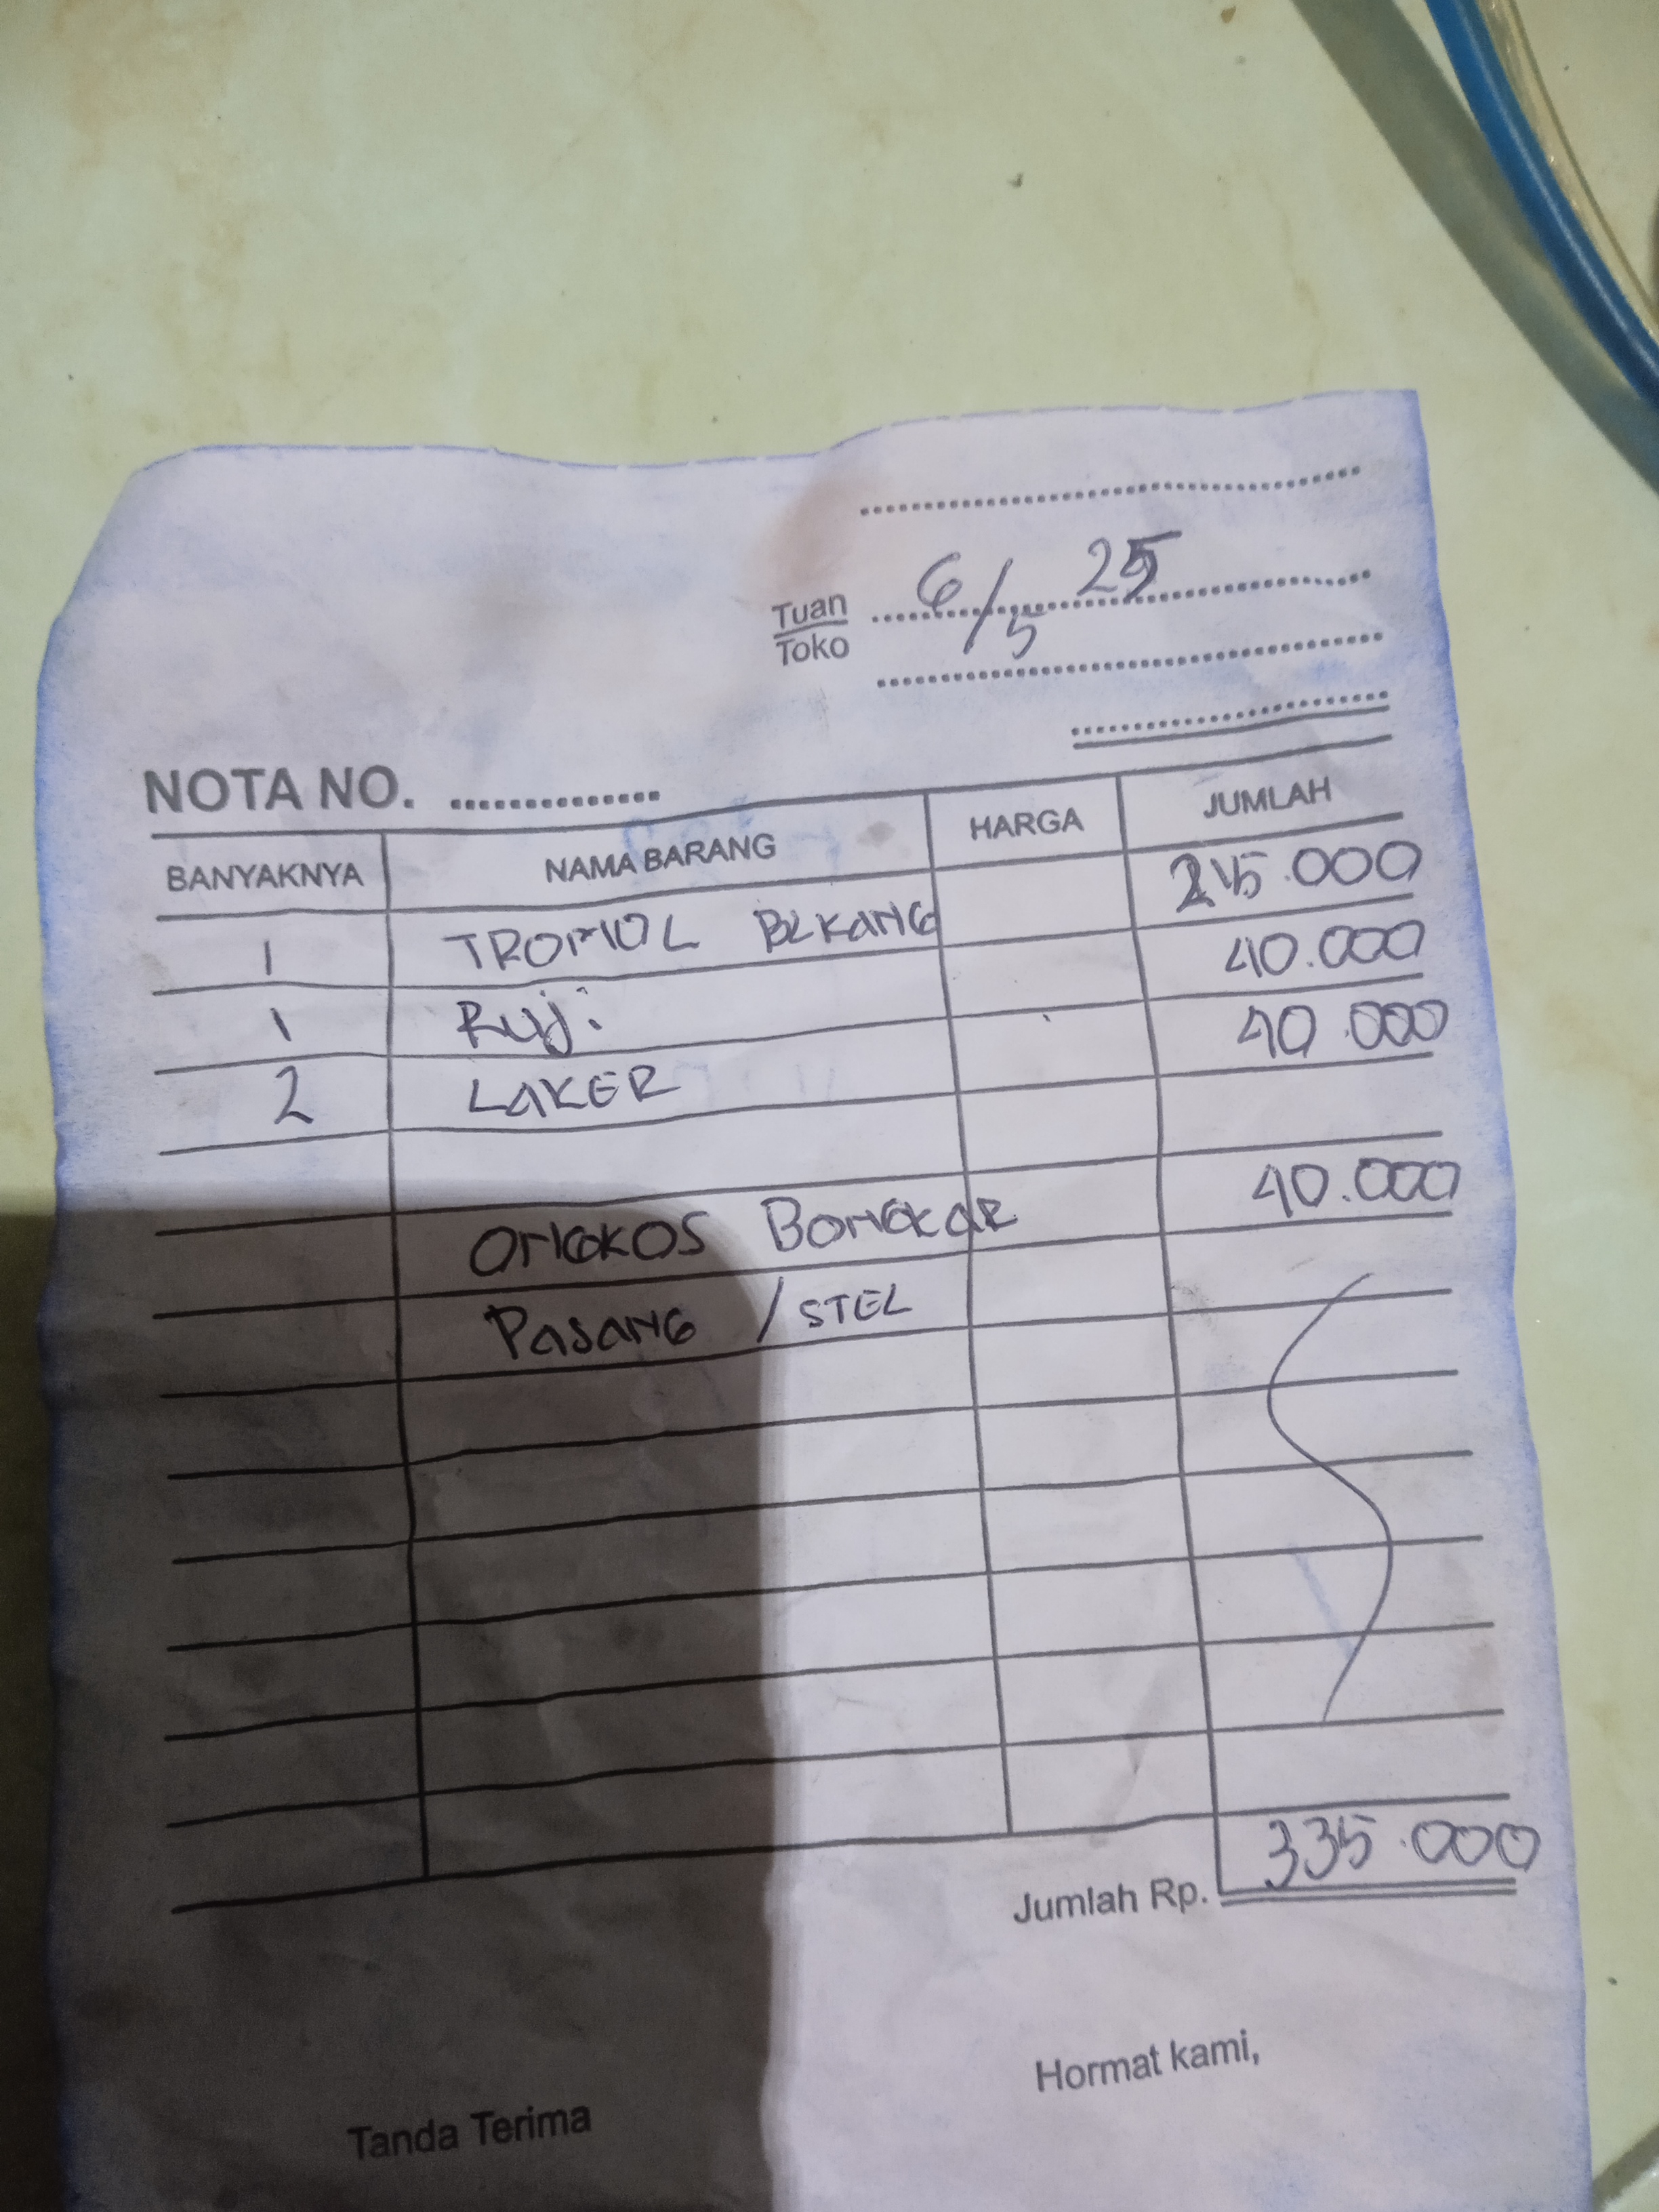 Tuan
Toko
6/5 25
NOTA NO. ..............
BANYAKNYA NAMA BARANG HARGA JUMLAH
1 TROMOL BLKANG 215.000
1 Ruji 40.000
2 LAKER 40.000
ONGKOS BONGKAR 40.000
PASANG / STEL
Jumlah Rp. 335.000
Tanda Terima Hormat kami,